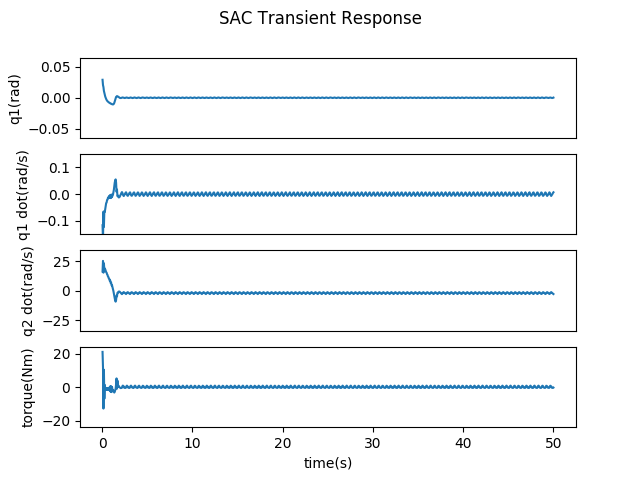 SAC Transient Response
q1(rad)
0.05
0.00
−0.05
q1 dot(rad/s)
0.1
0.0
−0.1
q2 dot(rad/s)
25
0
−25
torque(Nm)
20
0
−20
0 10 20 30 40 50
time(s)